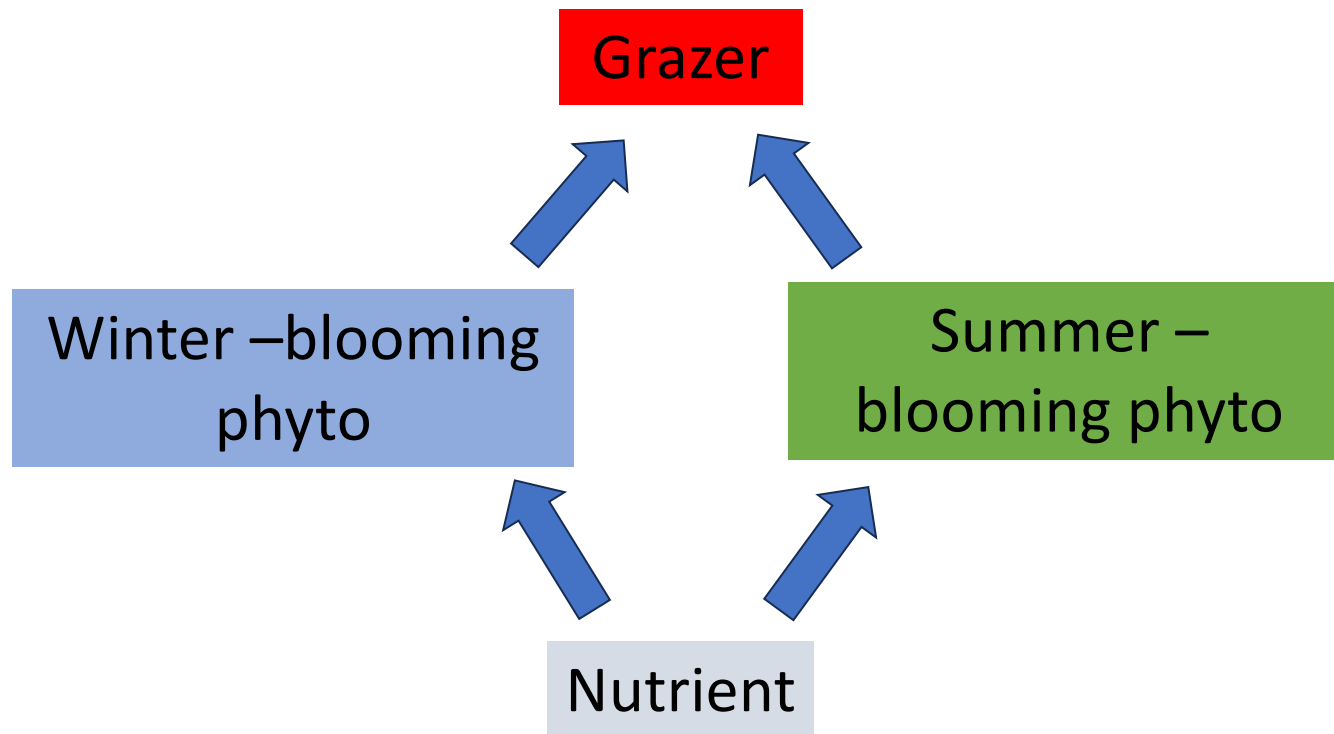 Grazer
Winter –blooming
phyto
Summer –
blooming phyto
Nutrient